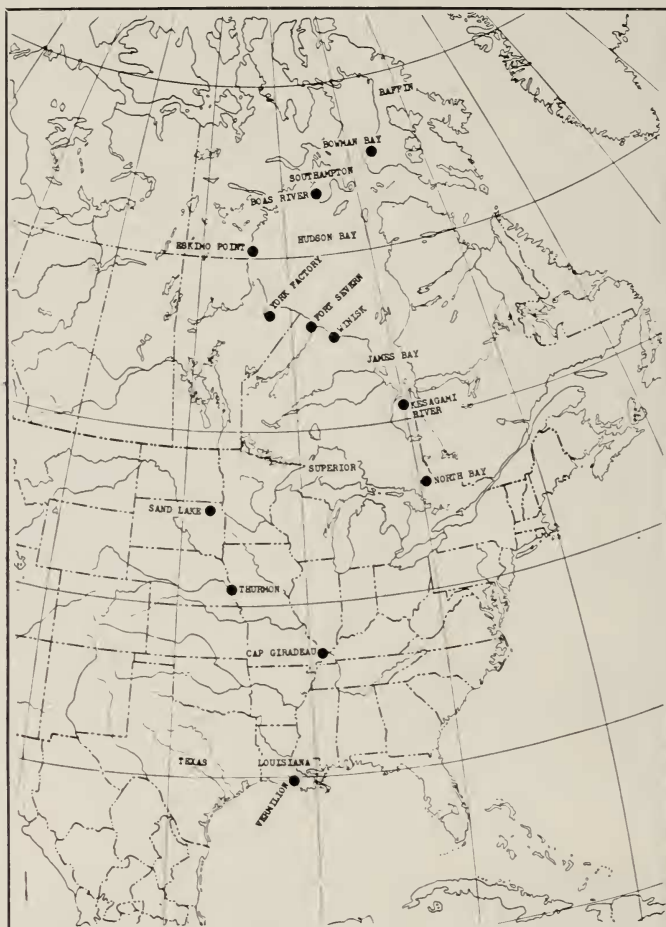 BAFFIN
BOWMAN BAY
SOUTHAMPTON
BOAS RIVER
HUDSON BAY
ESKIMO POINT
YORK FACTORY
FORT SEVERN
WINISK
JAMES BAY
KESAGAMI
RIVER
SUPERIOR
NORTH BAY
SAND LAKE
THURMON
CAP GIRADEAU
TEXAS
LOUISIANA
VERMILION